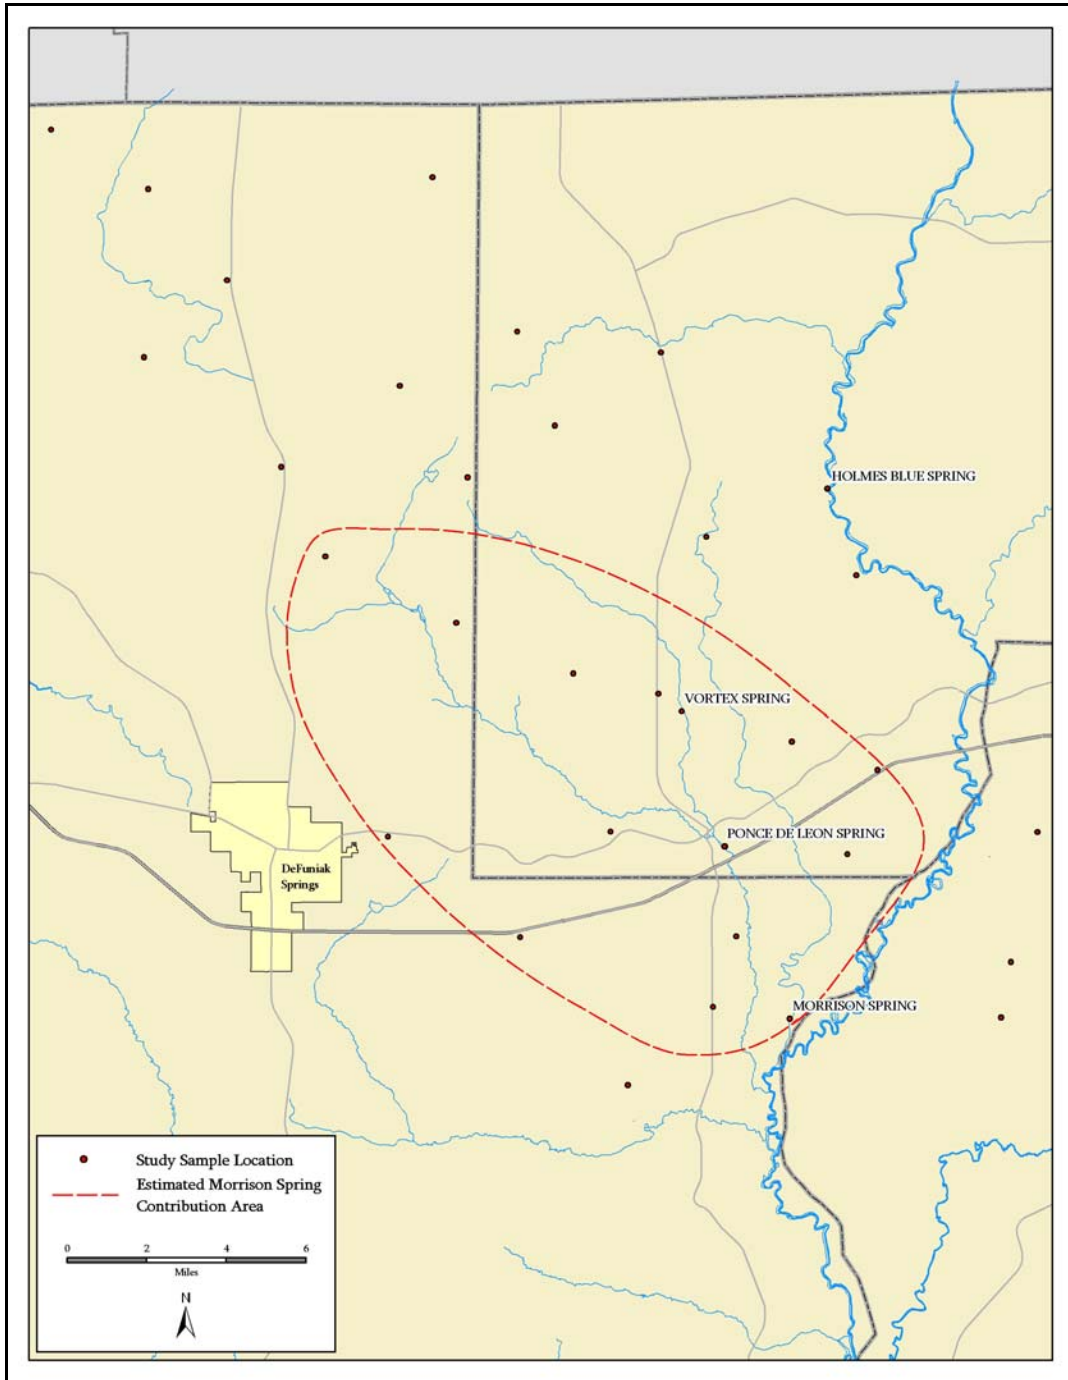 HOLMES BLUE SPRING
VORTEX SPRING
PONCE DE LEON SPRING
DeFuniak
Springs
MORRISON SPRING
Study Sample Location
Estimated Morrison Spring
Contribution Area
0 2 4 6
Miles
N